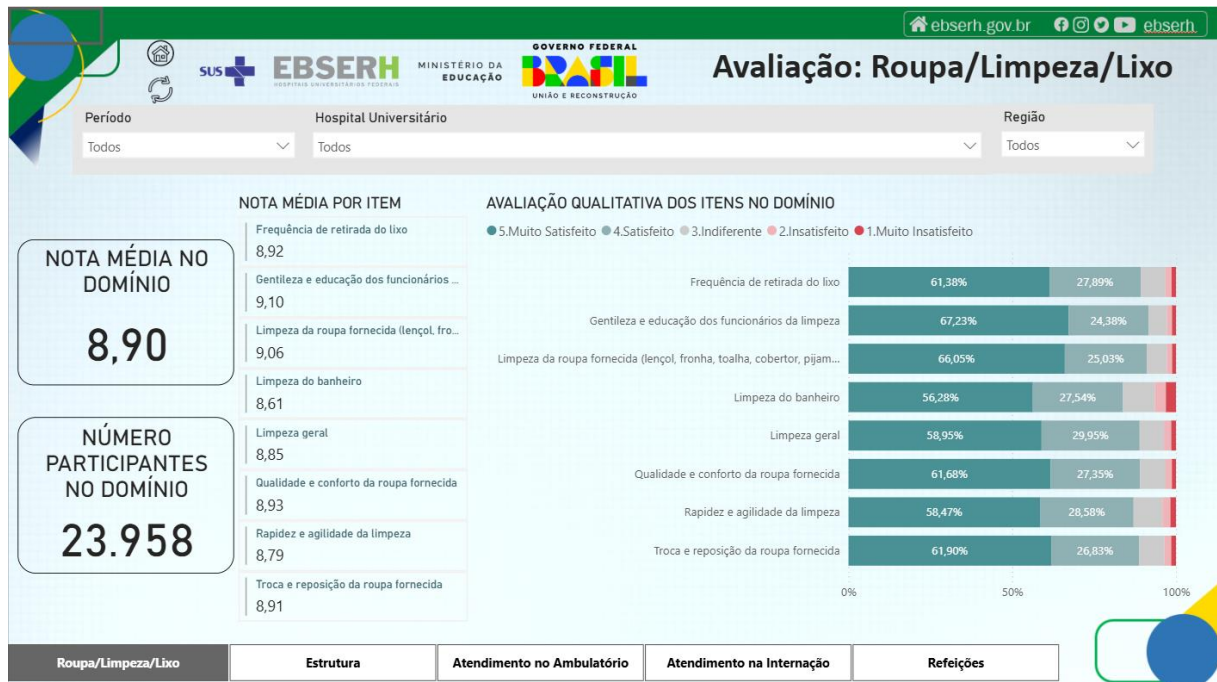 ebserh.gov.br ebserh
SUS EBSERH
HOSPITAIS UNIVERSITÁRIOS FEDERAIS
MINISTÉRIO DA
EDUCAÇÃO
GOVERNO FEDERAL
BRASIL
UNIÃO E RECONSTRUÇÃO
Avaliação: Roupa/Limpeza/Lixo
Período
Todos
Hospital Universitário
Todos
Região
Todos
NOTA MÉDIA NO
DOMÍNIO
8,90
NÚMERO
PARTICIPANTES
NO DOMÍNIO
23.958
NOTA MÉDIA POR ITEM
Frequência de retirada do lixo
8,92
Gentileza e educação dos funcionários ...
9,10
Limpeza da roupa fornecida (lençol, fro...
9,06
Limpeza do banheiro
8,61
Limpeza geral
8,85
Qualidade e conforto da roupa fornecida
8,93
Rapidez e agilidade da limpeza
8,79
Troca e reposição da roupa fornecida
8,91
AVALIAÇÃO QUALITATIVA DOS ITENS NO DOMÍNIO
5.Muito Satisfeito 4.Satisfeito 3.Indiferente 2.Insatisfeito 1.Muito Insatisfeito
Frequência de retirada do lixo 61,38% 27,89%
Gentileza e educação dos funcionários da limpeza 67,23% 24,38%
Limpeza da roupa fornecida (lençol, fronha, toalha, cobertor, pijam... 66,05% 25,03%
Limpeza do banheiro 56,28% 27,54%
Limpeza geral 58,95% 29,95%
Qualidade e conforto da roupa fornecida 61,68% 27,35%
Rapidez e agilidade da limpeza 58,47% 28,58%
Troca e reposição da roupa fornecida 61,90% 26,83%
0% 50% 100%
Roupa/Limpeza/Lixo Estrutura Atendimento no Ambulatório Atendimento na Internação Refeições